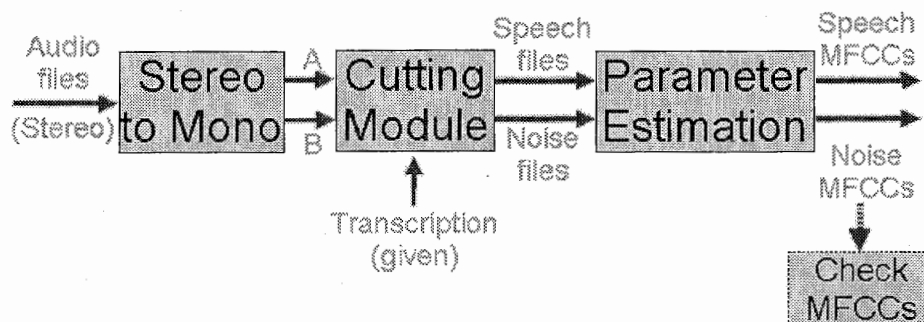 Audio
files
(Stereo)
Stereo
to Mono
A
B
Cutting
Module
Transcription
(given)
Speech
files
Noise
files
Parameter
Estimation
Speech
MFCCs
Noise
MFCCs
Check
MFCCs